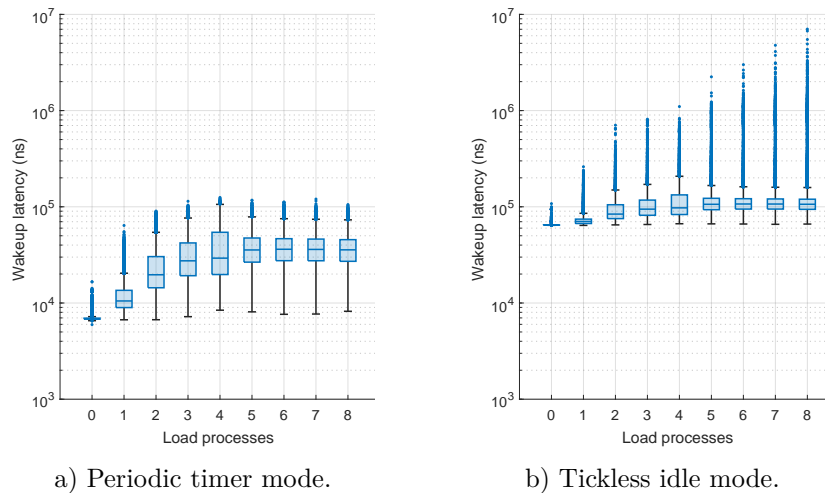 10^7
10^6
10^5
10^4
10^3
Wakeup latency (ns)
0 1 2 3 4 5 6 7 8
Load processes
a) Periodic timer mode.
10^7
10^6
10^5
10^4
10^3
Wakeup latency (ns)
0 1 2 3 4 5 6 7 8
Load processes
b) Tickless idle mode.